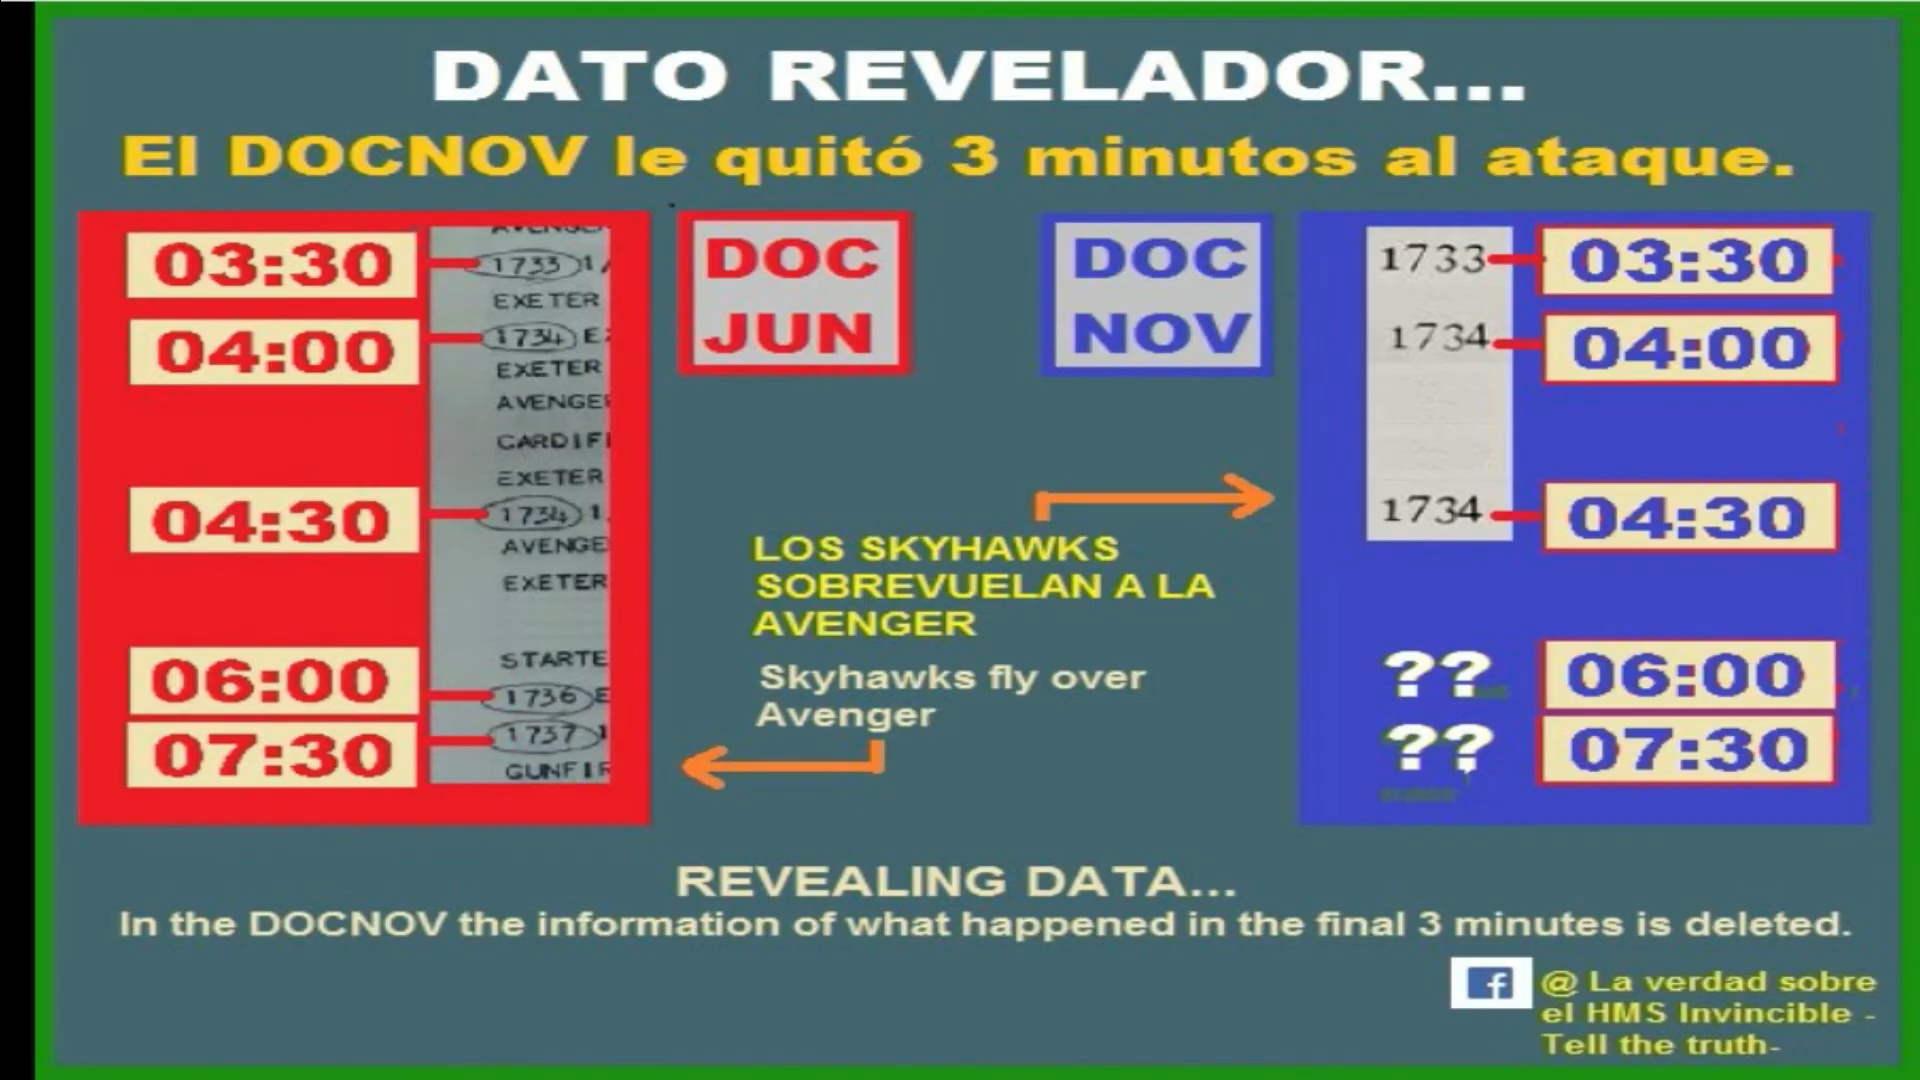 DATO REVELADOR...
El DOCNOV le quitó 3 minutos al ataque.
03:30
04:00
04:30
06:00
07:30
1733
EXETER
1734 E
EXETER
CARDIF
EXETER
1734 1
EXETER
STARTE
1736 E
1737
DOC
JUN
DOC
NOV
LOS SKYHAWKS
SOBREVUELAN A LA
AVENGER
Skyhawks fly over
Avenger
1733
1734
1734
??
??
03:30
04:00
04:30
06:00
07:30
REVEALING DATA...
In the DOCNOV the information of what happened in the final 3 minutes is deleted.
f @ La verdad sobre
el HMS Invincible -
Tell the truth-